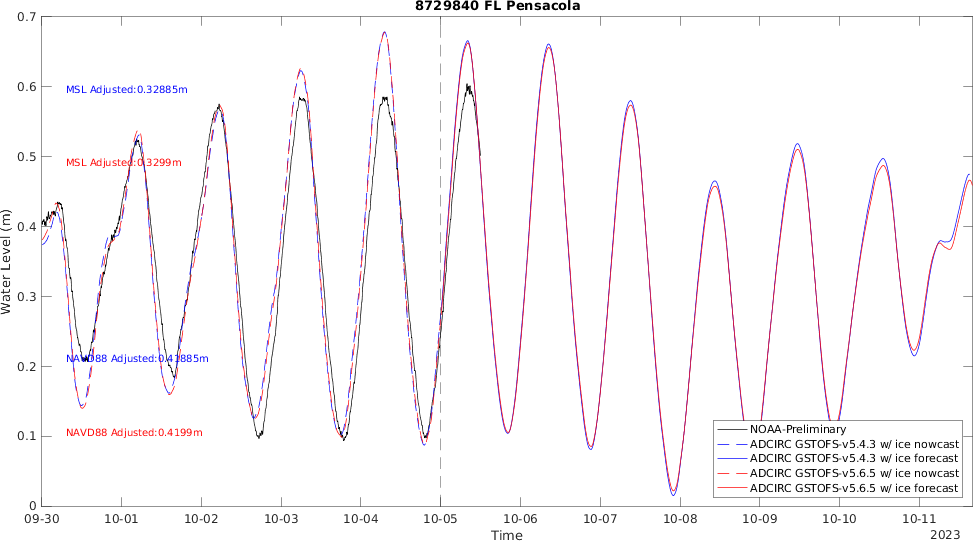 8729840 FL Pensacola
0.7
0.6
0.5
0.4
0.3
0.2
0.1
0
Water Level (m)
MSL Adjusted:0.32885m
MSL Adjusted:0.3299m
NAVD88 Adjusted:0.41885m
NAVD88 Adjusted:0.4199m
NOAA-Preliminary
ADCIRC GSTOFS-v5.4.3 w/ ice nowcast
ADCIRC GSTOFS-v5.4.3 w/ ice forecast
ADCIRC GSTOFS-v5.6.5 w/ ice nowcast
ADCIRC GSTOFS-v5.6.5 w/ ice forecast
09-30 10-01 10-02 10-03 10-04 10-05 10-06 10-07 10-08 10-09 10-10 10-11
Time
2023